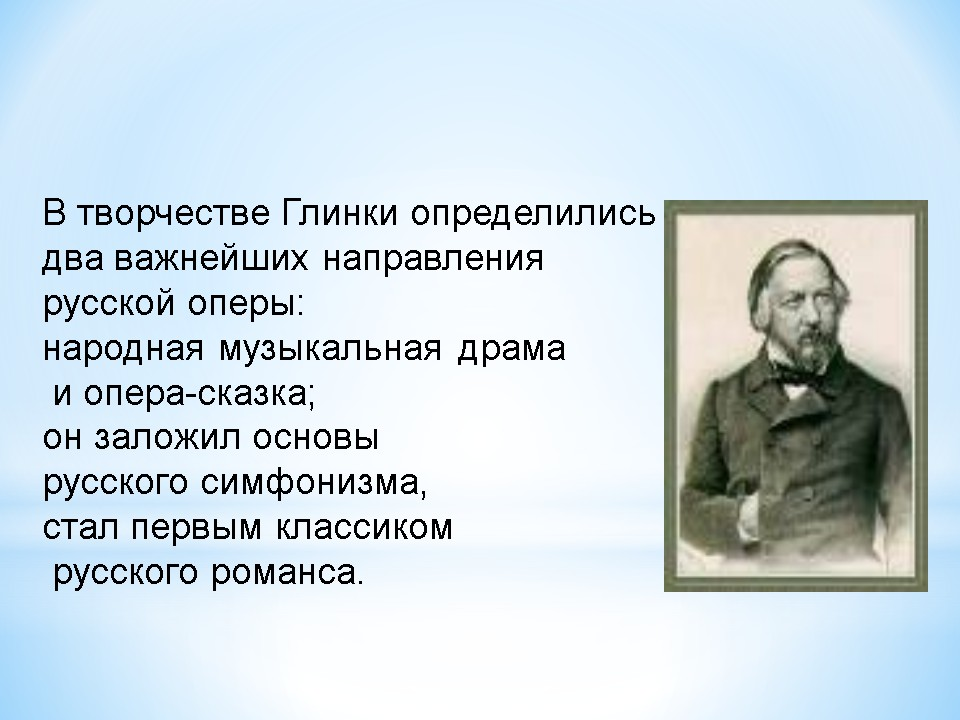 В творчестве Глинки определились
два важнейших направления
русской оперы:
народная музыкальная драма
и опера-сказка;
он заложил основы
русского симфонизма,
стал первым классиком
русского романса.